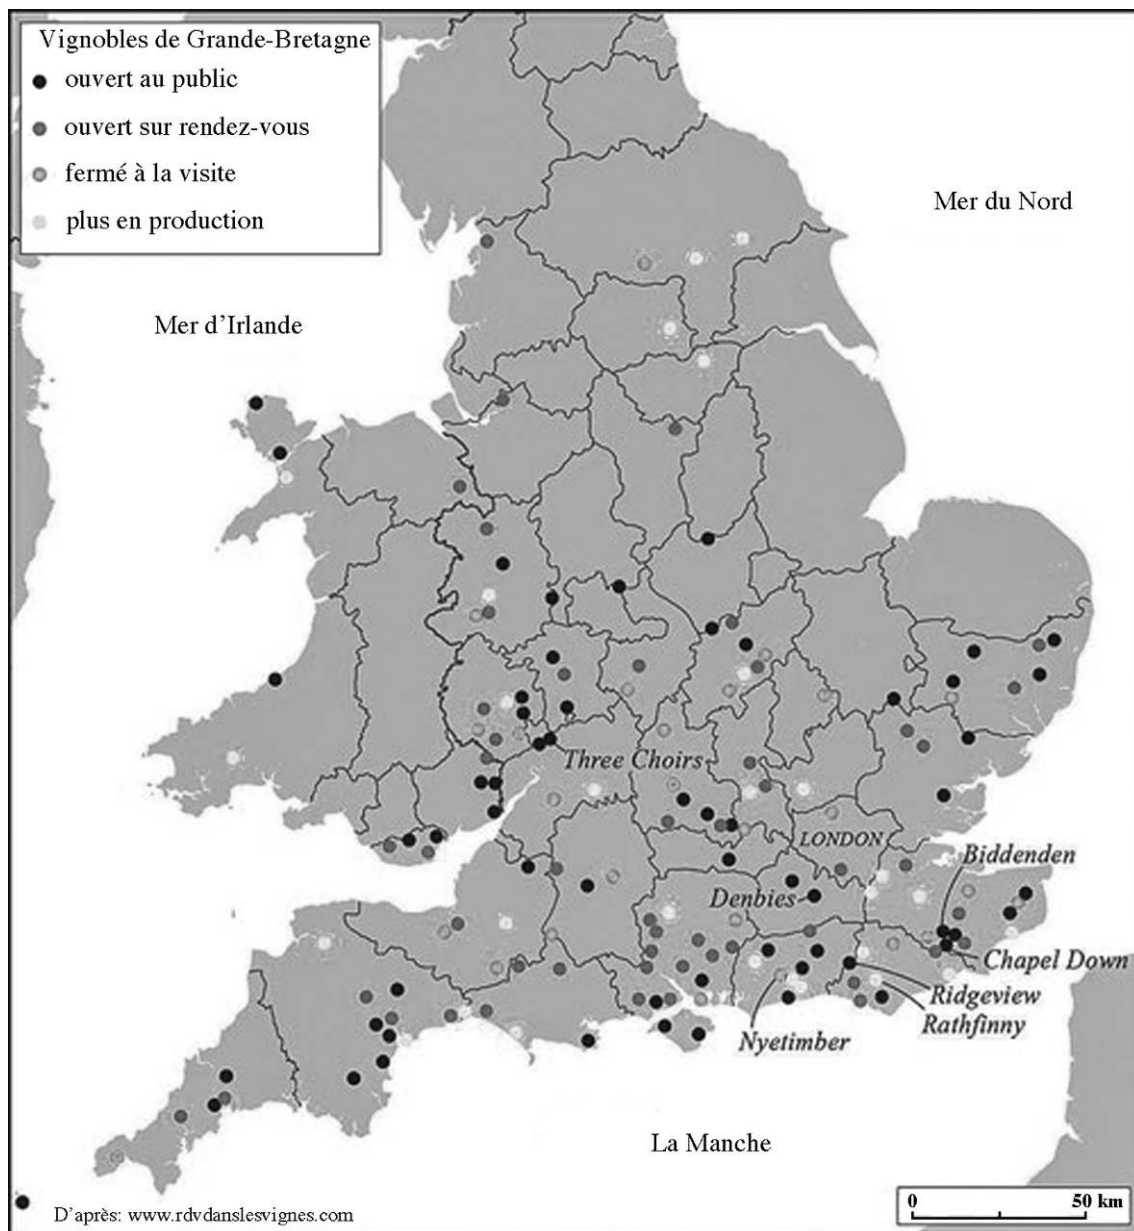 Vignobles de Grande-Bretagne
ouvert au public
ouvert sur rendez-vous
fermé à la visite
plus en production
Mer du Nord
Mer d'Irlande
Three Choirs
LONDON
Biddenden
Denbies
Chapel Down
Ridgeview
Rathfinny
Nyetimber
La Manche
0 50 km
D'après: www.rdvdanslesvignes.com